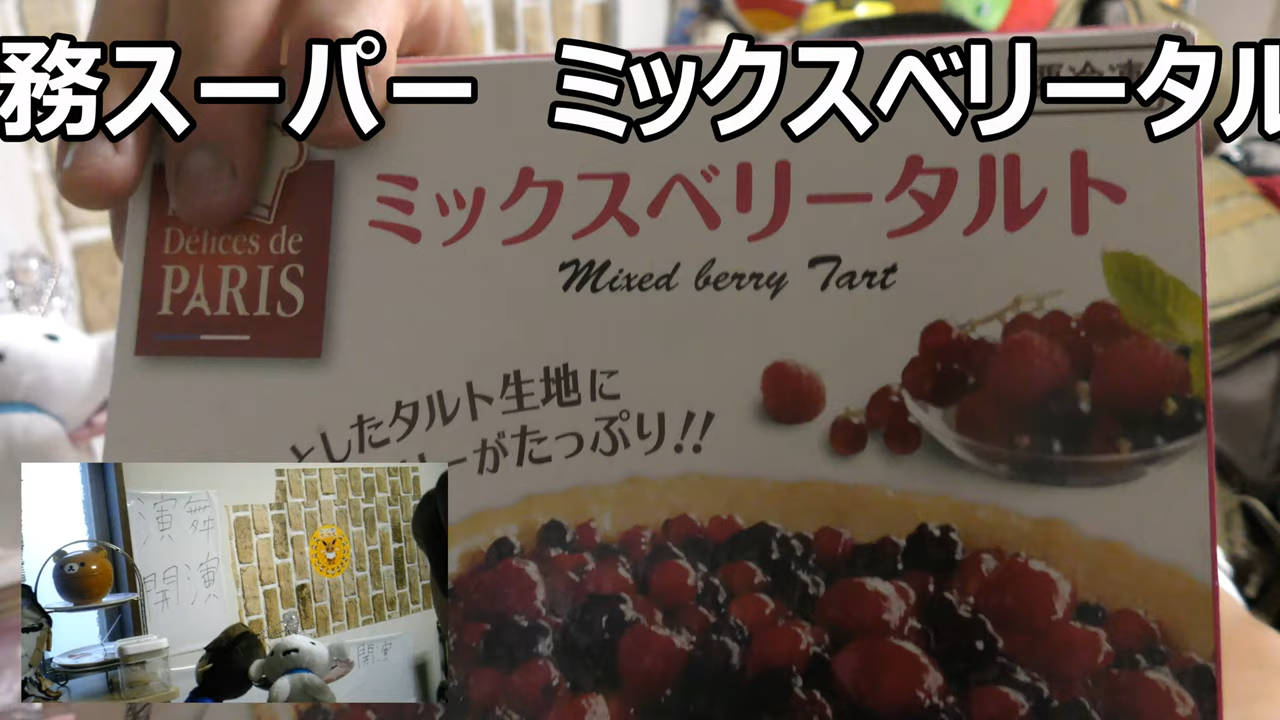 務スーパー ミックスベリータル
ミックスベリータルト
Mixed berry Tart
Délices de
PARIS
としたタルト生地に
リーがたっぷり!!
演舞
開演
開演